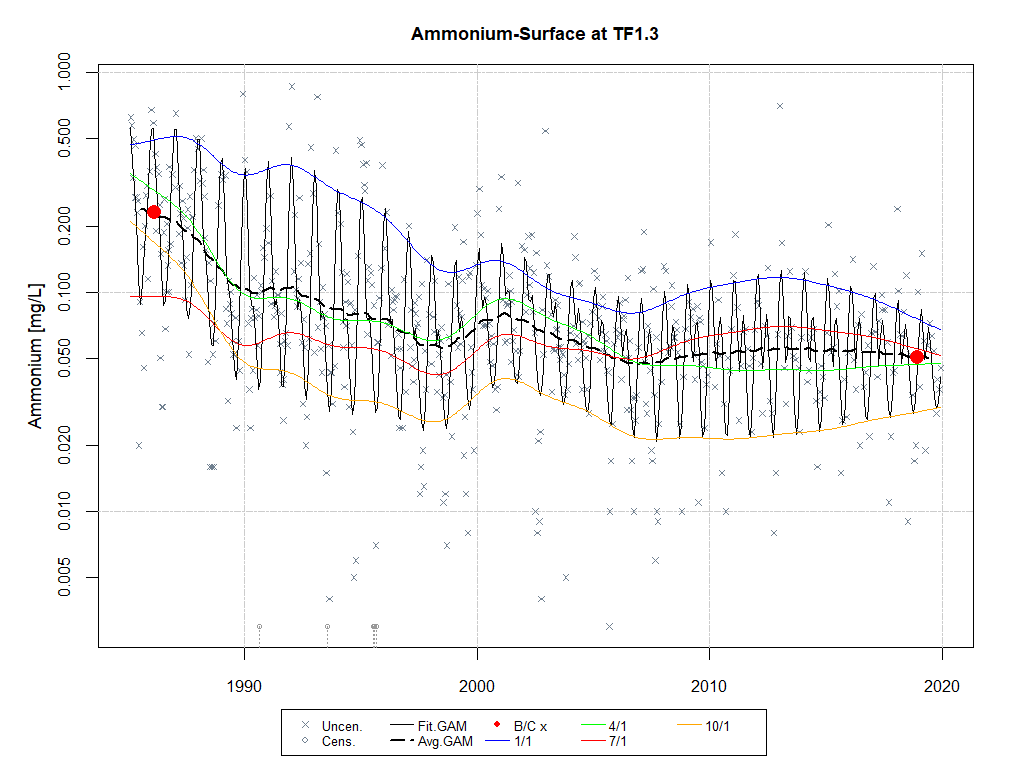 Ammonium-Surface at TF1.3
Ammonium [mg/L]
1.000
0.500
0.200
0.100
0.050
0.020
0.010
0.005
1990 2000 2010 2020
Uncen. Fit.GAM B/C x 4/1 10/1
Cens. Avg.GAM 1/1 7/1